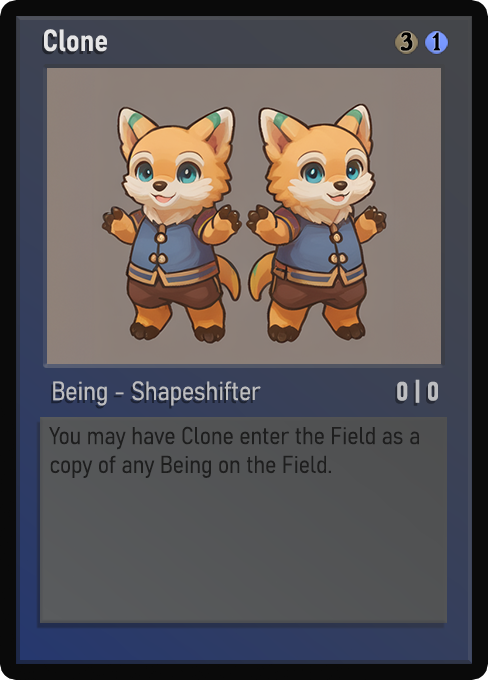 Clone 3 1
Being - Shapeshifter 0|0
You may have Clone enter the Field as a
copy of any Being on the Field.